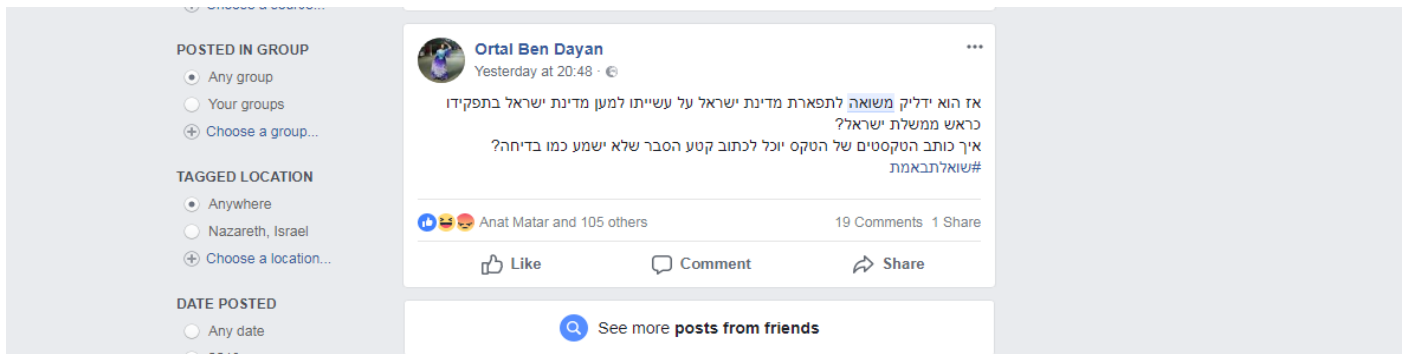 POSTED IN GROUP
Any group
Your groups
Choose a group...
TAGGED LOCATION
Anywhere
Nazareth, Israel
Choose a location...
DATE POSTED
Any date
Ortal Ben Dayan
Yesterday at 20:48 ·
אז הוא ידליק משואה לתפארת מדינת ישראל על עשייתו למען מדינת ישראל בתפקידו
כראש ממשלת ישראל?
איך כותב הטקסטים של הטקס יוכל לכתוב קטע הסבר שלא ישמע כמו בדיחה?
#שואלתבאמת
Anat Matar and 105 others
19 Comments 1 Share
Like Comment Share
See more posts from friends